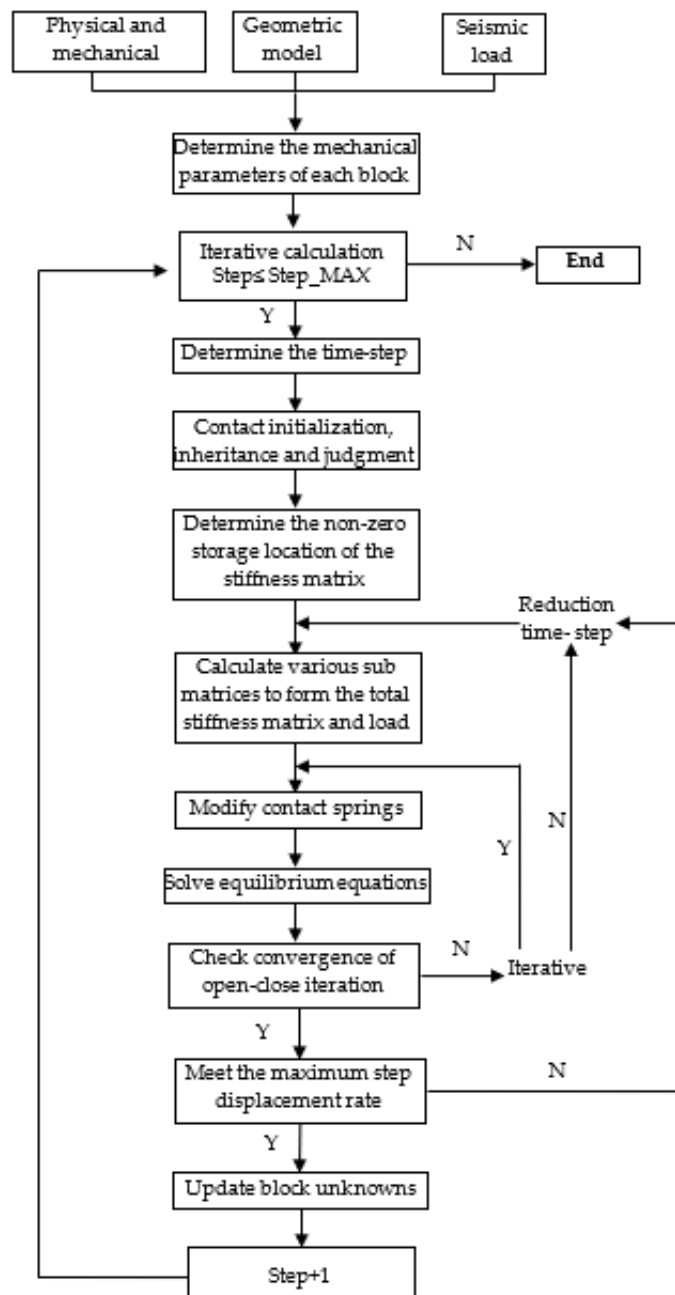 Physical and
mechanical
Geometric
model
Seismic
load
Determine the mechanical
parameters of each block
Iterative calculation
Step≤Step_MAX
N
End
Y
Determine the time-step
Contact initialization,
inheritance and judgment
Determine the non-zero
storage location of the
stiffness matrix
Reduction
time- step
Calculate various sub
matrices to form the total
stiffness matrix and load
Modify contact springs
Y
N
Solve equilibrium equations
Check convergence of
open-close iteration
N
Iterative
Y
Meet the maximum step
displacement rate
N
Y
Update block unknowns
Step+1